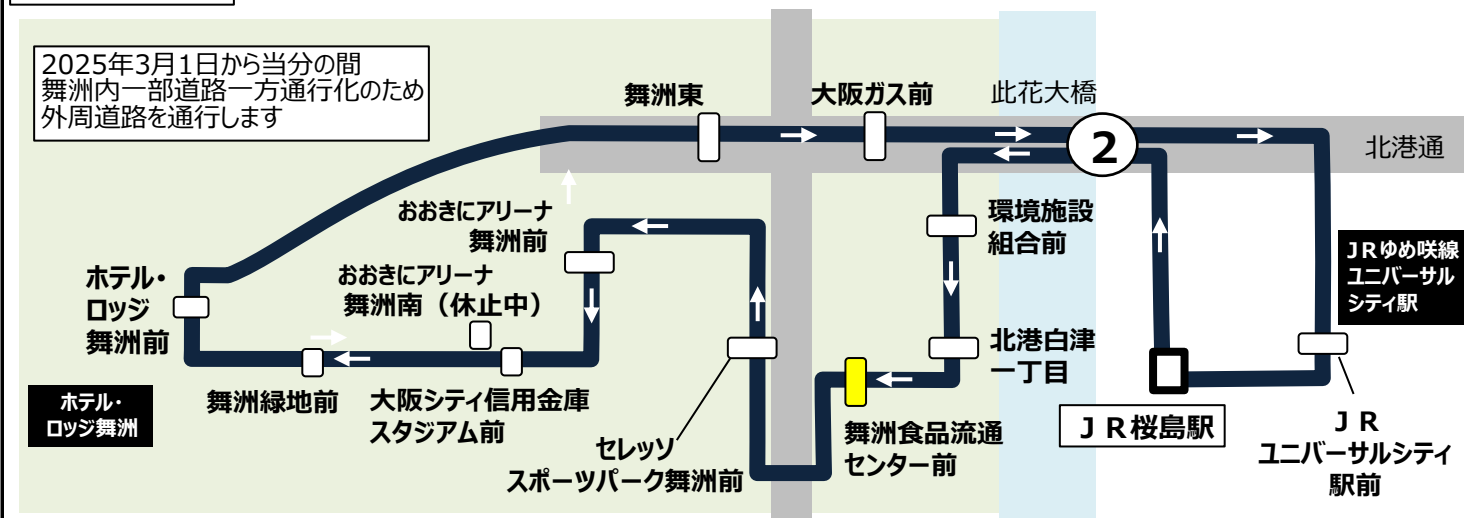 2025年3月1日から当分の間
舞洲内一部道路一方通行化のため
外周道路を通行します
舞洲東
大阪ガス前
此花大橋
2
北港通
おおきにアリーナ
舞洲前
環境施設
組合前
ホテル・
ロッジ
舞洲前
おおきにアリーナ
舞洲南（休止中）
JRゆめ咲線
ユニバーサル
シティ駅
北港白津
一丁目
ホテル・
ロッジ舞洲
舞洲緑地前
大阪シティ信用金庫
スタジアム前
セレッソ
スポーツパーク舞洲前
舞洲食品流通
センター前
ＪＲ桜島駅
ＪＲ
ユニバーサルシティ
駅前